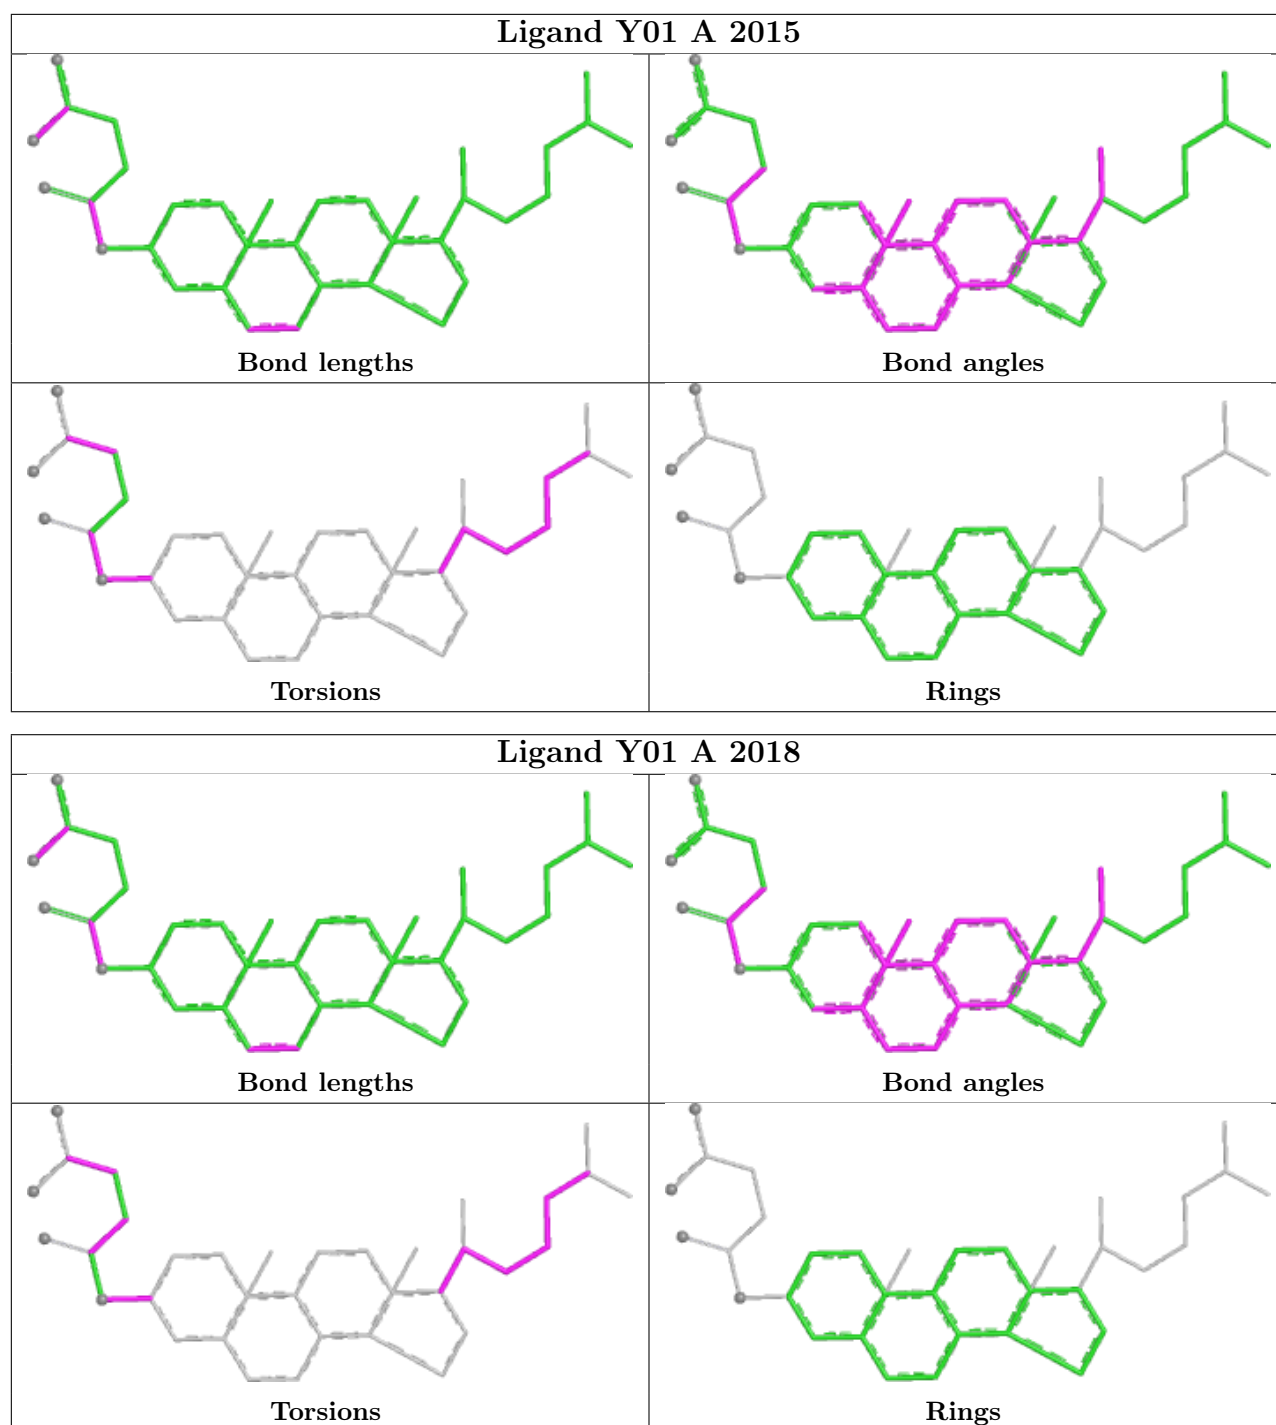 Ligand Y01 A 2015
Bond lengths
Bond angles
Torsions
Rings
Ligand Y01 A 2018
Bond lengths
Bond angles
Torsions
Rings